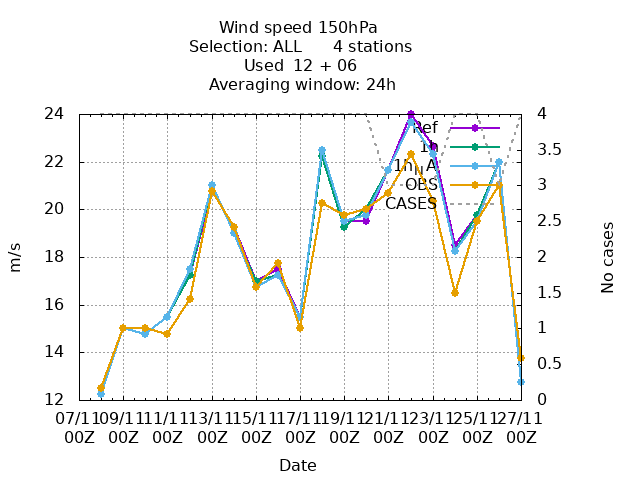 Wind speed 150hPa
Selection: ALL 4 stations
Used 12 + 06
Averaging window: 24h
24
22
20
18
16
14
12
m/s
4
3.5
3
2.5
2
1.5
1
0.5
0
No cases
Ref
OBS
CASES
07/11 09/11 11/11 13/11 15/11 17/11 19/11 21/11 23/11 25/11 27/11
00Z 00Z 00Z 00Z 00Z 00Z 00Z 00Z 00Z 00Z 00Z
Date